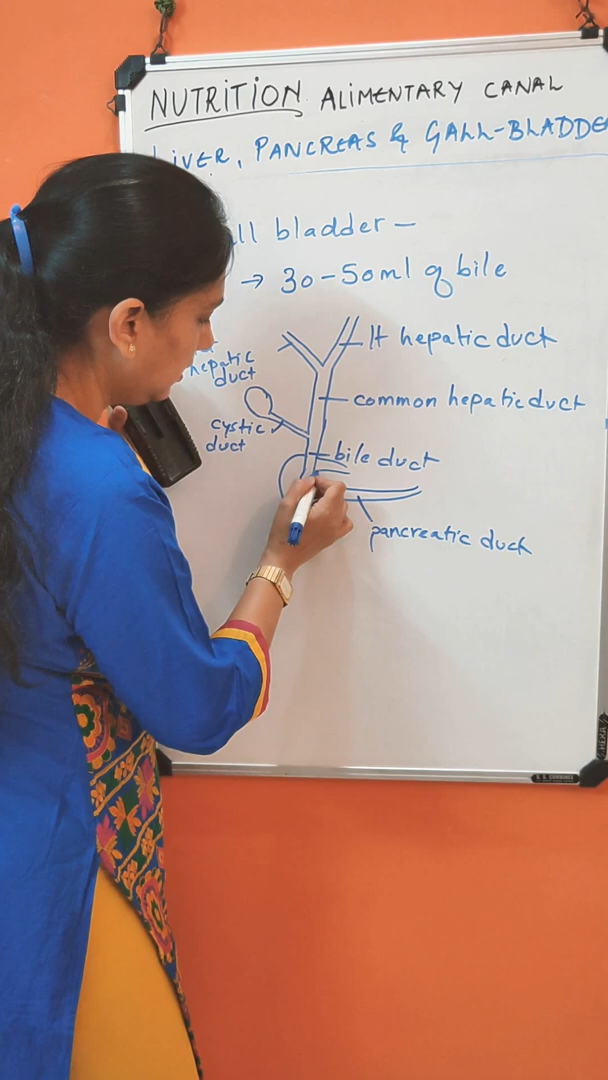 NUTRITION ALIMENTARY CANAL
LIVER, PANCREAS & GALL-BLADDE
ll bladder –
→ 30-50ml of bile
lt hepatic duct
hepatic
duct
common hepatic duct
cystic
duct
bile duct
pancreatic duck